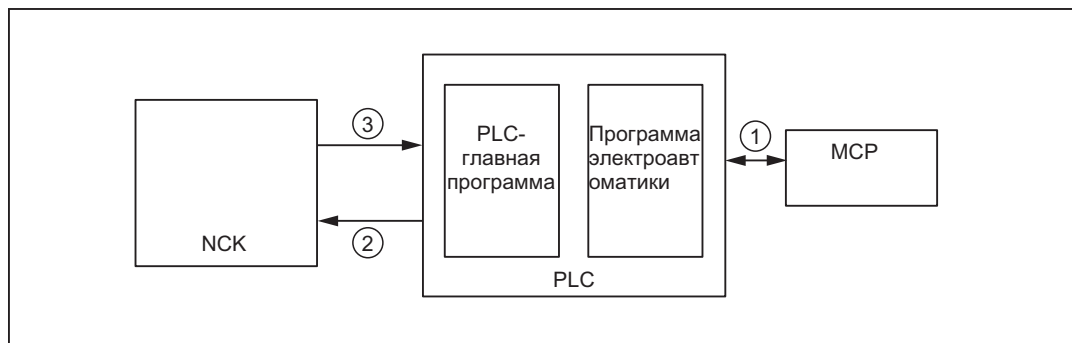 3
2
NCK
PLC-
главная
программа
Программа
электроавт
оматики
PLC
1
MCP